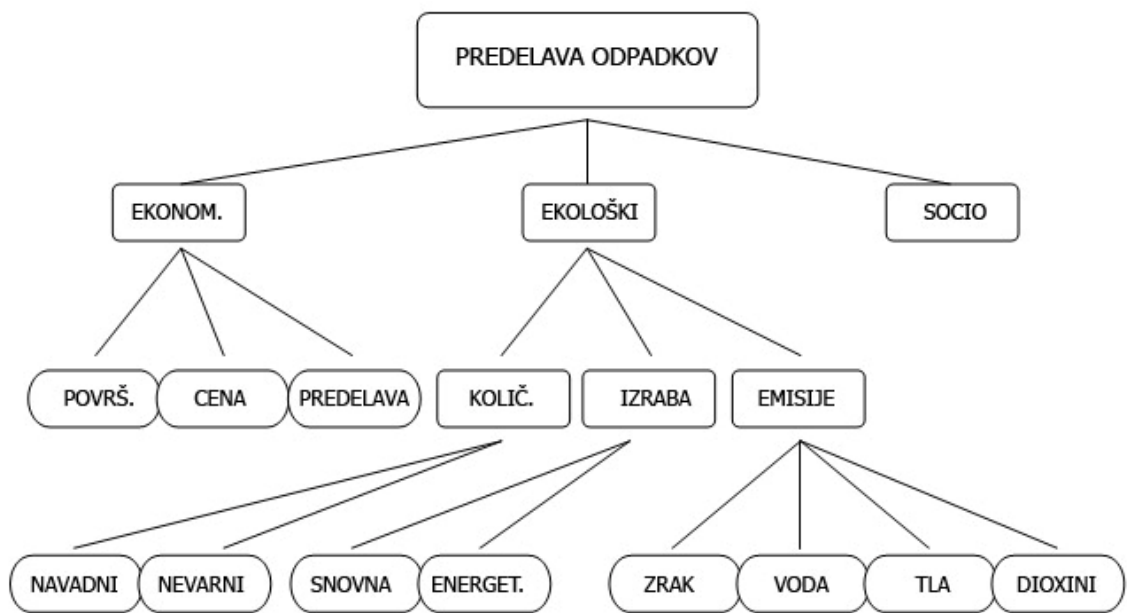 PREDELAVA ODPADKOV
EKONOM.
EKOLOŠKI
SOCIO
POVRŠ.
CENA
PREDELAVA
KOLIČ.
IZRABA
EMISIJE
NAVADNI
NEVARNI
SNOVNA
ENERGET.
ZRAK
VODA
TLA
DIOXINI